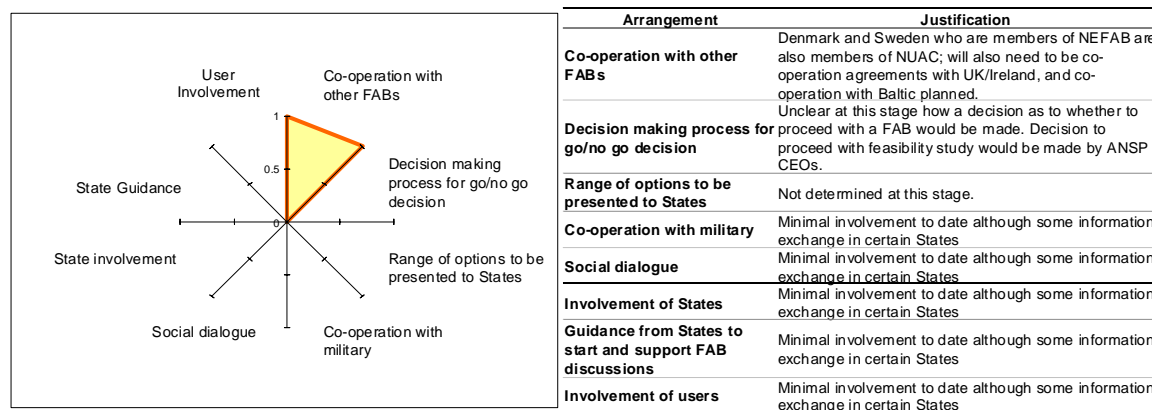 User
Involvement
Co-operation with
other FABs
1
0.5
0
Decision making
process for go/no go
decision
State Guidance
State involvement
Range of options to be
presented to States
Social dialogue
Co-operation with
military
Arrangement Justification
Co-operation with other
FABs
Denmark and Sweden who are members of NEFAB are
also members of NUAC; will also need to be co-
operation agreements with UK/Ireland, and co-
operation with Baltic planned.
Decision making process for
go/no go decision
Unclear at this stage how a decision as to whether to
proceed with a FAB would be made. Decision to
proceed with feasibility study would be made by ANSP
CEOs.
Range of options to be
presented to States
Not determined at this stage.
Co-operation with military
Minimal involvement to date although some information
exchange in certain States
Social dialogue
Minimal involvement to date although some information
exchange in certain States
Involvement of States
Minimal involvement to date although some information
exchange in certain States
Guidance from States to
start and support FAB
discussions
Minimal involvement to date although some information
exchange in certain States
Involvement of users
Minimal involvement to date although some information
exchange in certain States